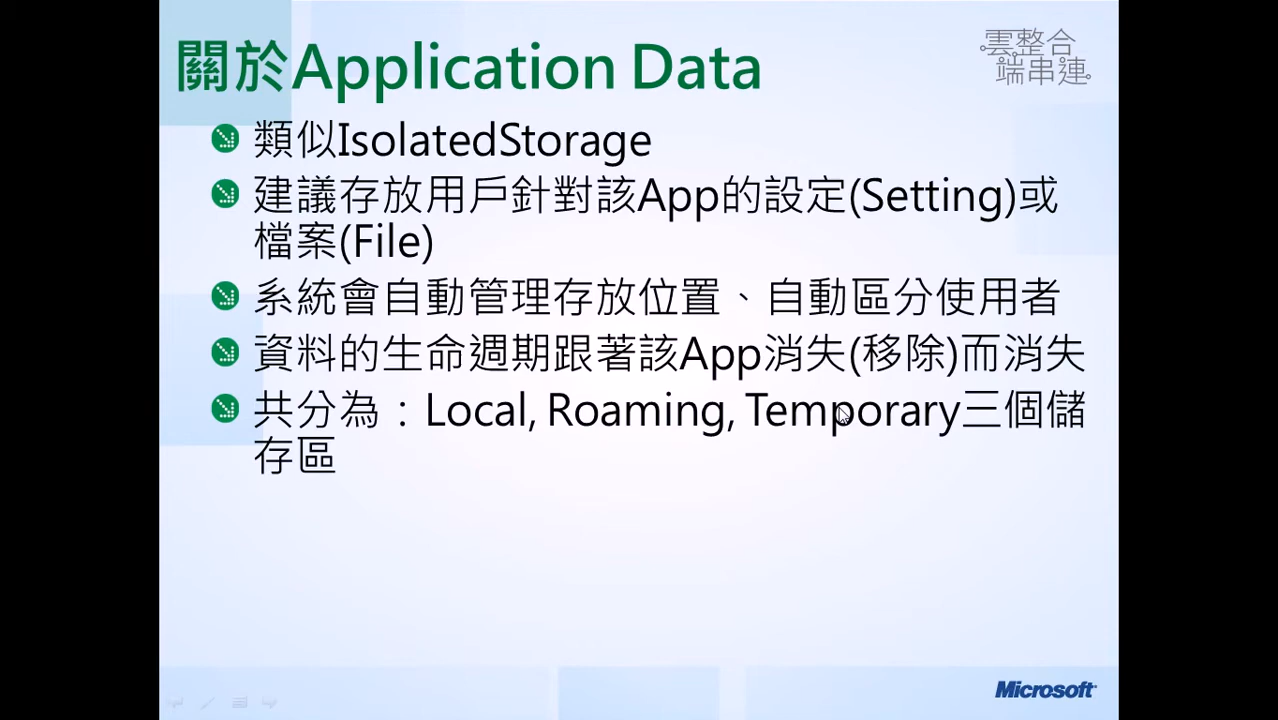 關於Application Data
雲整合
端串連
類似IsolatedStorage
建議存放用戶針對該App的設定(Setting)或
檔案(File)
系統會自動管理存放位置、自動區分使用者
資料的生命週期跟著該App消失(移除)而消失
共分為：Local, Roaming, Temporary三個儲
存區
Microsoft